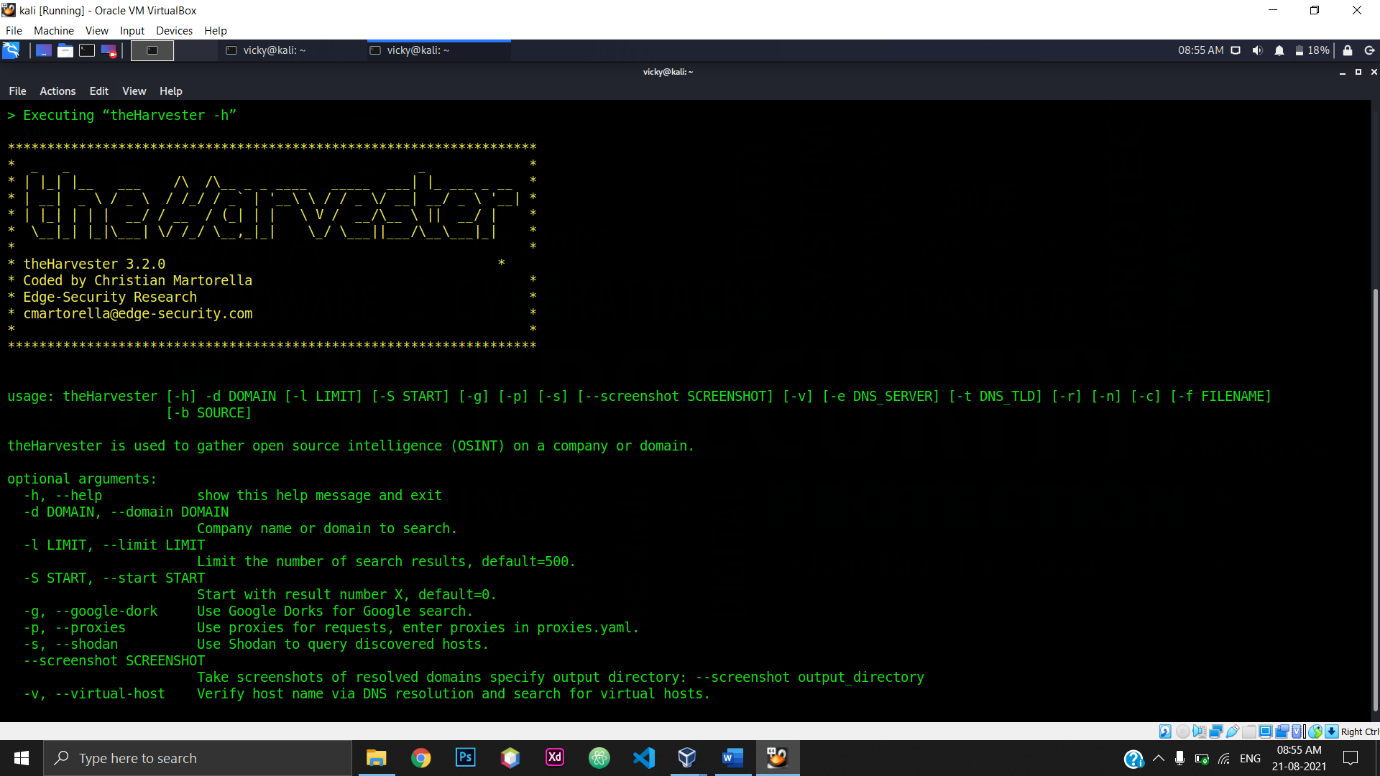 kali [Running] - Oracle VM VirtualBox
File Machine View Input Devices Help
vicky@kali: ~
vicky@kali: ~
08:55 AM
18%
vicky@kali: ~
File Actions Edit View Help
> Executing “theHarvester -h”
*******************************************************************
theHarvester
* theHarvester 3.2.0 *
* Coded by Christian Martorella *
* Edge-Security Research *
* cmartorella@edge-security.com *
* *
*******************************************************************
usage: theHarvester [-h] -d DOMAIN [-l LIMIT] [-S START] [-g] [-p] [-s] [--screenshot SCREENSHOT] [-v] [-e DNS_SERVER] [-t DNS_TLD] [-r] [-n] [-c] [-f FILENAME]
[-b SOURCE]
theHarvester is used to gather open source intelligence (OSINT) on a company or domain.
optional arguments:
-h, --help show this help message and exit
-d DOMAIN, --domain DOMAIN
Company name or domain to search.
-l LIMIT, --limit LIMIT
Limit the number of search results, default=500.
-S START, --start START
Start with result number X, default=0.
-g, --google-dork Use Google Dorks for Google search.
-p, --proxies Use proxies for requests, enter proxies in proxies.yaml.
-s, --shodan Use Shodan to query discovered hosts.
--screenshot SCREENSHOT
Take screenshots of resolved domains specify output directory: --screenshot output_directory
-v, --virtual-host Verify host name via DNS resolution and search for virtual hosts.
Right Ctrl
Type here to search
Ps
Xd
ENG
08:55 AM
21-08-2021